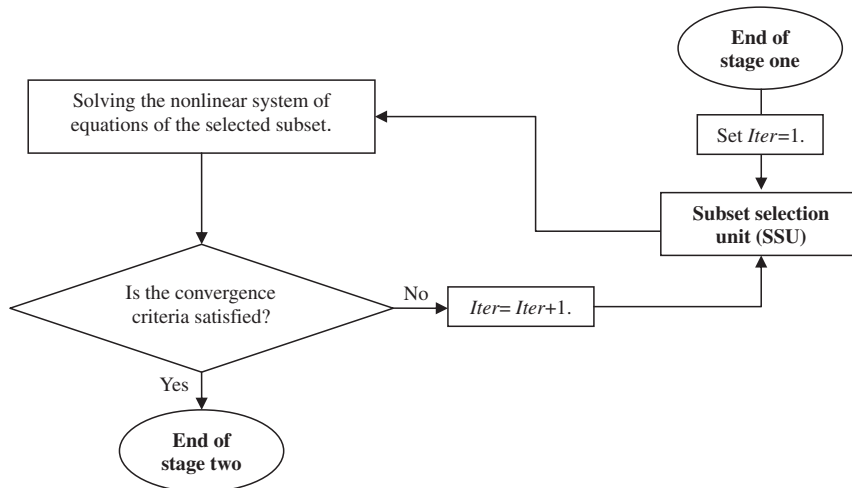 End of
stage one
Set Iter=1.
Subset selection
unit (SSU)
Solving the nonlinear system of
equations of the selected subset.
Is the convergence
criteria satisfied?
No
Iter= Iter+1.
Yes
End of
stage two